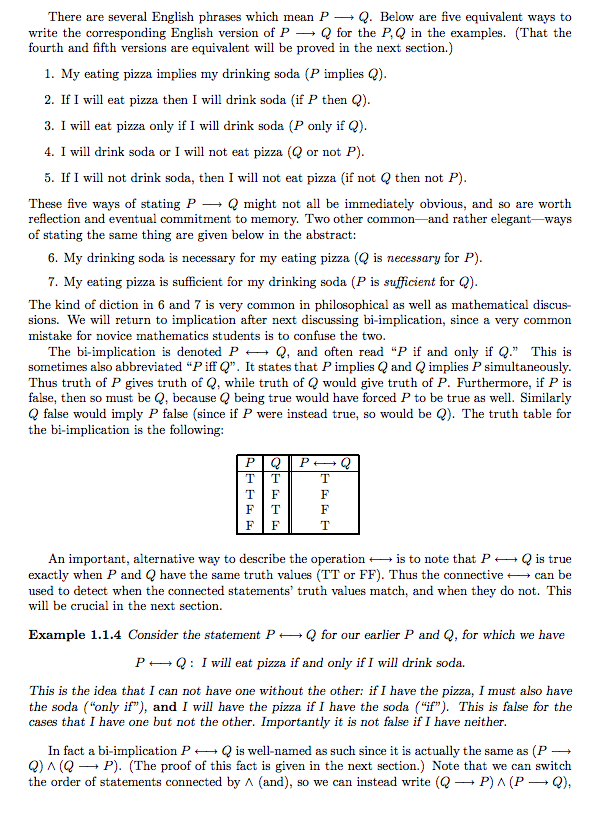 There are several English phrases which mean P ⟶ Q. Below are five equivalent ways to
write the corresponding English version of P ⟶ Q for the P, Q in the examples. (That the
fourth and fifth versions are equivalent will be proved in the next section.)
1. My eating pizza implies my drinking soda (P implies Q).
2. If I will eat pizza then I will drink soda (if P then Q).
3. I will eat pizza only if I will drink soda (P only if Q).
4. I will drink soda or I will not eat pizza (Q or not P).
5. If I will not drink soda, then I will not eat pizza (if not Q then not P).
These five ways of stating P ⟶ Q might not all be immediately obvious, and so are worth
reflection and eventual commitment to memory. Two other common—and rather elegant—ways
of stating the same thing are given below in the abstract:
6. My drinking soda is necessary for my eating pizza (Q is necessary for P).
7. My eating pizza is sufficient for my drinking soda (P is sufficient for Q).
The kind of diction in 6 and 7 is very common in philosophical as well as mathematical discus-
sions. We will return to implication after next discussing bi-implication, since a very common
mistake for novice mathematics students is to confuse the two.
The bi-implication is denoted P ⟷ Q, and often read “P if and only if Q.” This is
sometimes also abbreviated “P iff Q”. It states that P implies Q and Q implies P simultaneously.
Thus truth of P gives truth of Q, while truth of Q would give truth of P. Furthermore, if P is
false, then so must be Q, because Q being true would have forced P to be true as well. Similarly
Q false would imply P false (since if P were instead true, so would be Q). The truth table for
the bi-implication is the following:
P Q P ⟷ Q
T T T
T F F
F T F
F F T
An important, alternative way to describe the operation ⟷ is to note that P ⟷ Q is true
exactly when P and Q have the same truth values (TT or FF). Thus the connective ⟷ can be
used to detect when the connected statements’ truth values match, and when they do not. This
will be crucial in the next section.
Example 1.1.4 Consider the statement P ⟷ Q for our earlier P and Q, for which we have
P ⟷ Q : I will eat pizza if and only if I will drink soda.
This is the idea that I can not have one without the other: if I have the pizza, I must also have
the soda (“only if”), and I will have the pizza if I have the soda (“if”). This is false for the
cases that I have one but not the other. Importantly it is not false if I have neither.
In fact a bi-implication P ⟷ Q is well-named as such since it is actually the same as (P ⟶
Q) ∧ (Q ⟶ P). (The proof of this fact is given in the next section.) Note that we can switch
the order of statements connected by ∧ (and), so we can instead write (Q ⟶ P) ∧ (P ⟶ Q),